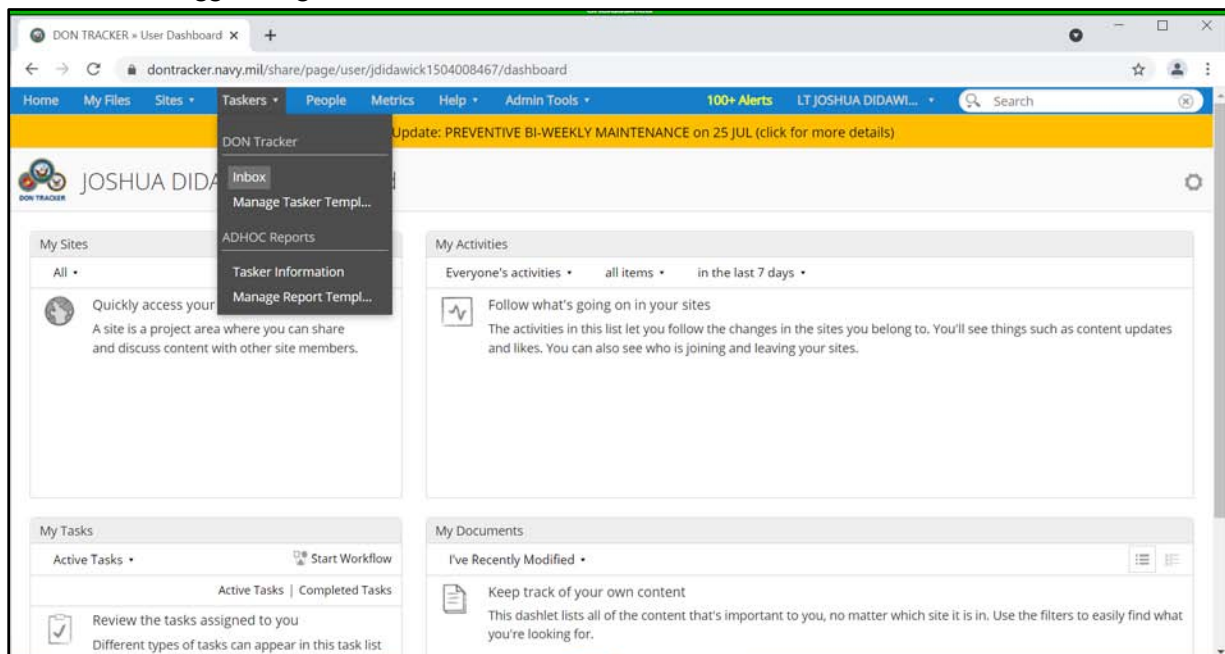 DON TRACKER » User Dashboard
dontracker.navy.mil/share/page/user/jdidawick1504008467/dashboard
Home My Files Sites Taskers People Metrics Help Admin Tools 100+ Alerts LT JOSHUA DIDAWI... Search
Update: PREVENTIVE BI-WEEKLY MAINTENANCE on 25 JUL (click for more details)
DON Tracker
Inbox
Manage Tasker Templ...
ADHOC Reports
Tasker Information
Manage Report Templ...
DON TRACKER
JOSHUA DIDA
My Sites
All
Quickly access your
A site is a project area where you can share
and discuss content with other site members.
My Activities
Everyone's activities all items in the last 7 days
Follow what's going on in your sites
The activities in this list let you follow the changes in the sites you belong to. You'll see things such as content updates
and likes. You can also see who is joining and leaving your sites.
My Tasks
Active Tasks Start Workflow
Active Tasks | Completed Tasks
Review the tasks assigned to you
Different types of tasks can appear in this task list
My Documents
I've Recently Modified
Keep track of your own content
This dashlet lists all of the content that's important to you, no matter which site it is in. Use the filters to easily find what
you're looking for.